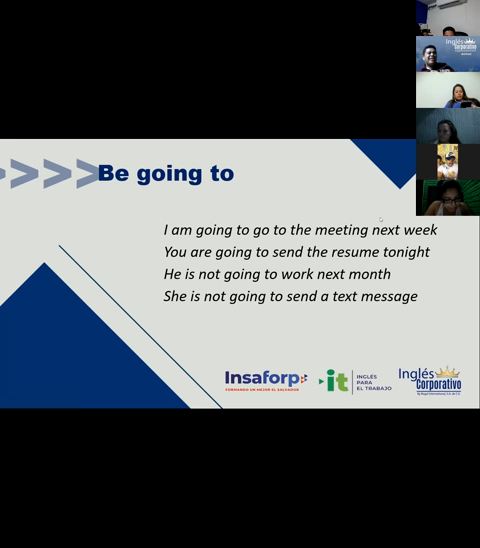 Inglés
Corporativo
>>>> Be going to
I am going to go to the meeting next week
You are going to send the resume tonight
He is not going to work next month
She is not going to send a text message
Insaforp
FORMANDO UN MEJOR EL SALVADOR
it
INGLÉS
PARA
EL TRABAJO
Inglés
Corporativo